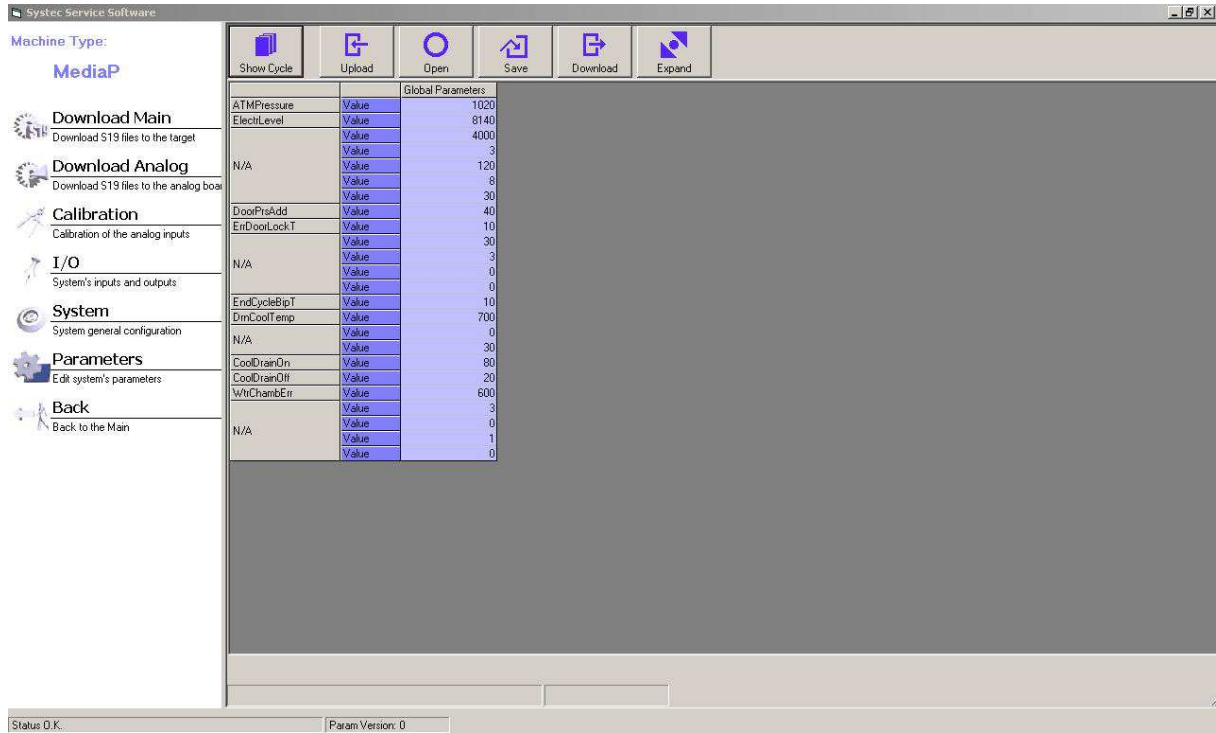 Systec Service Software
Machine Type:
MediaP
Download Main
Download S19 files to the target
Download Analog
Download S19 files to the analog boar
Calibration
Calibration of the analog inputs
I/O
System's inputs and outputs
System
System general configuration
Parameters
Edit system's parameters
Back
Back to the Main
Show Cycle Upload Open Save Download Expand
Global Parameters
ATMPressure Value 1020
ElectrLevel Value 8140
N/A Value 4000
Value 3
Value 120
Value 8
Value 30
DoorPrsAdd Value 40
ErrDoorLockT Value 10
N/A Value 30
Value 3
Value 0
Value 0
EndCycleBipT Value 10
DrnCoolTemp Value 700
N/A Value 0
Value 30
CoolDrainOn Value 80
CoolDrainOff Value 20
WtrChambErr Value 600
N/A Value 3
Value 0
Value 1
Value 0
Status O.K. Param Version: 0